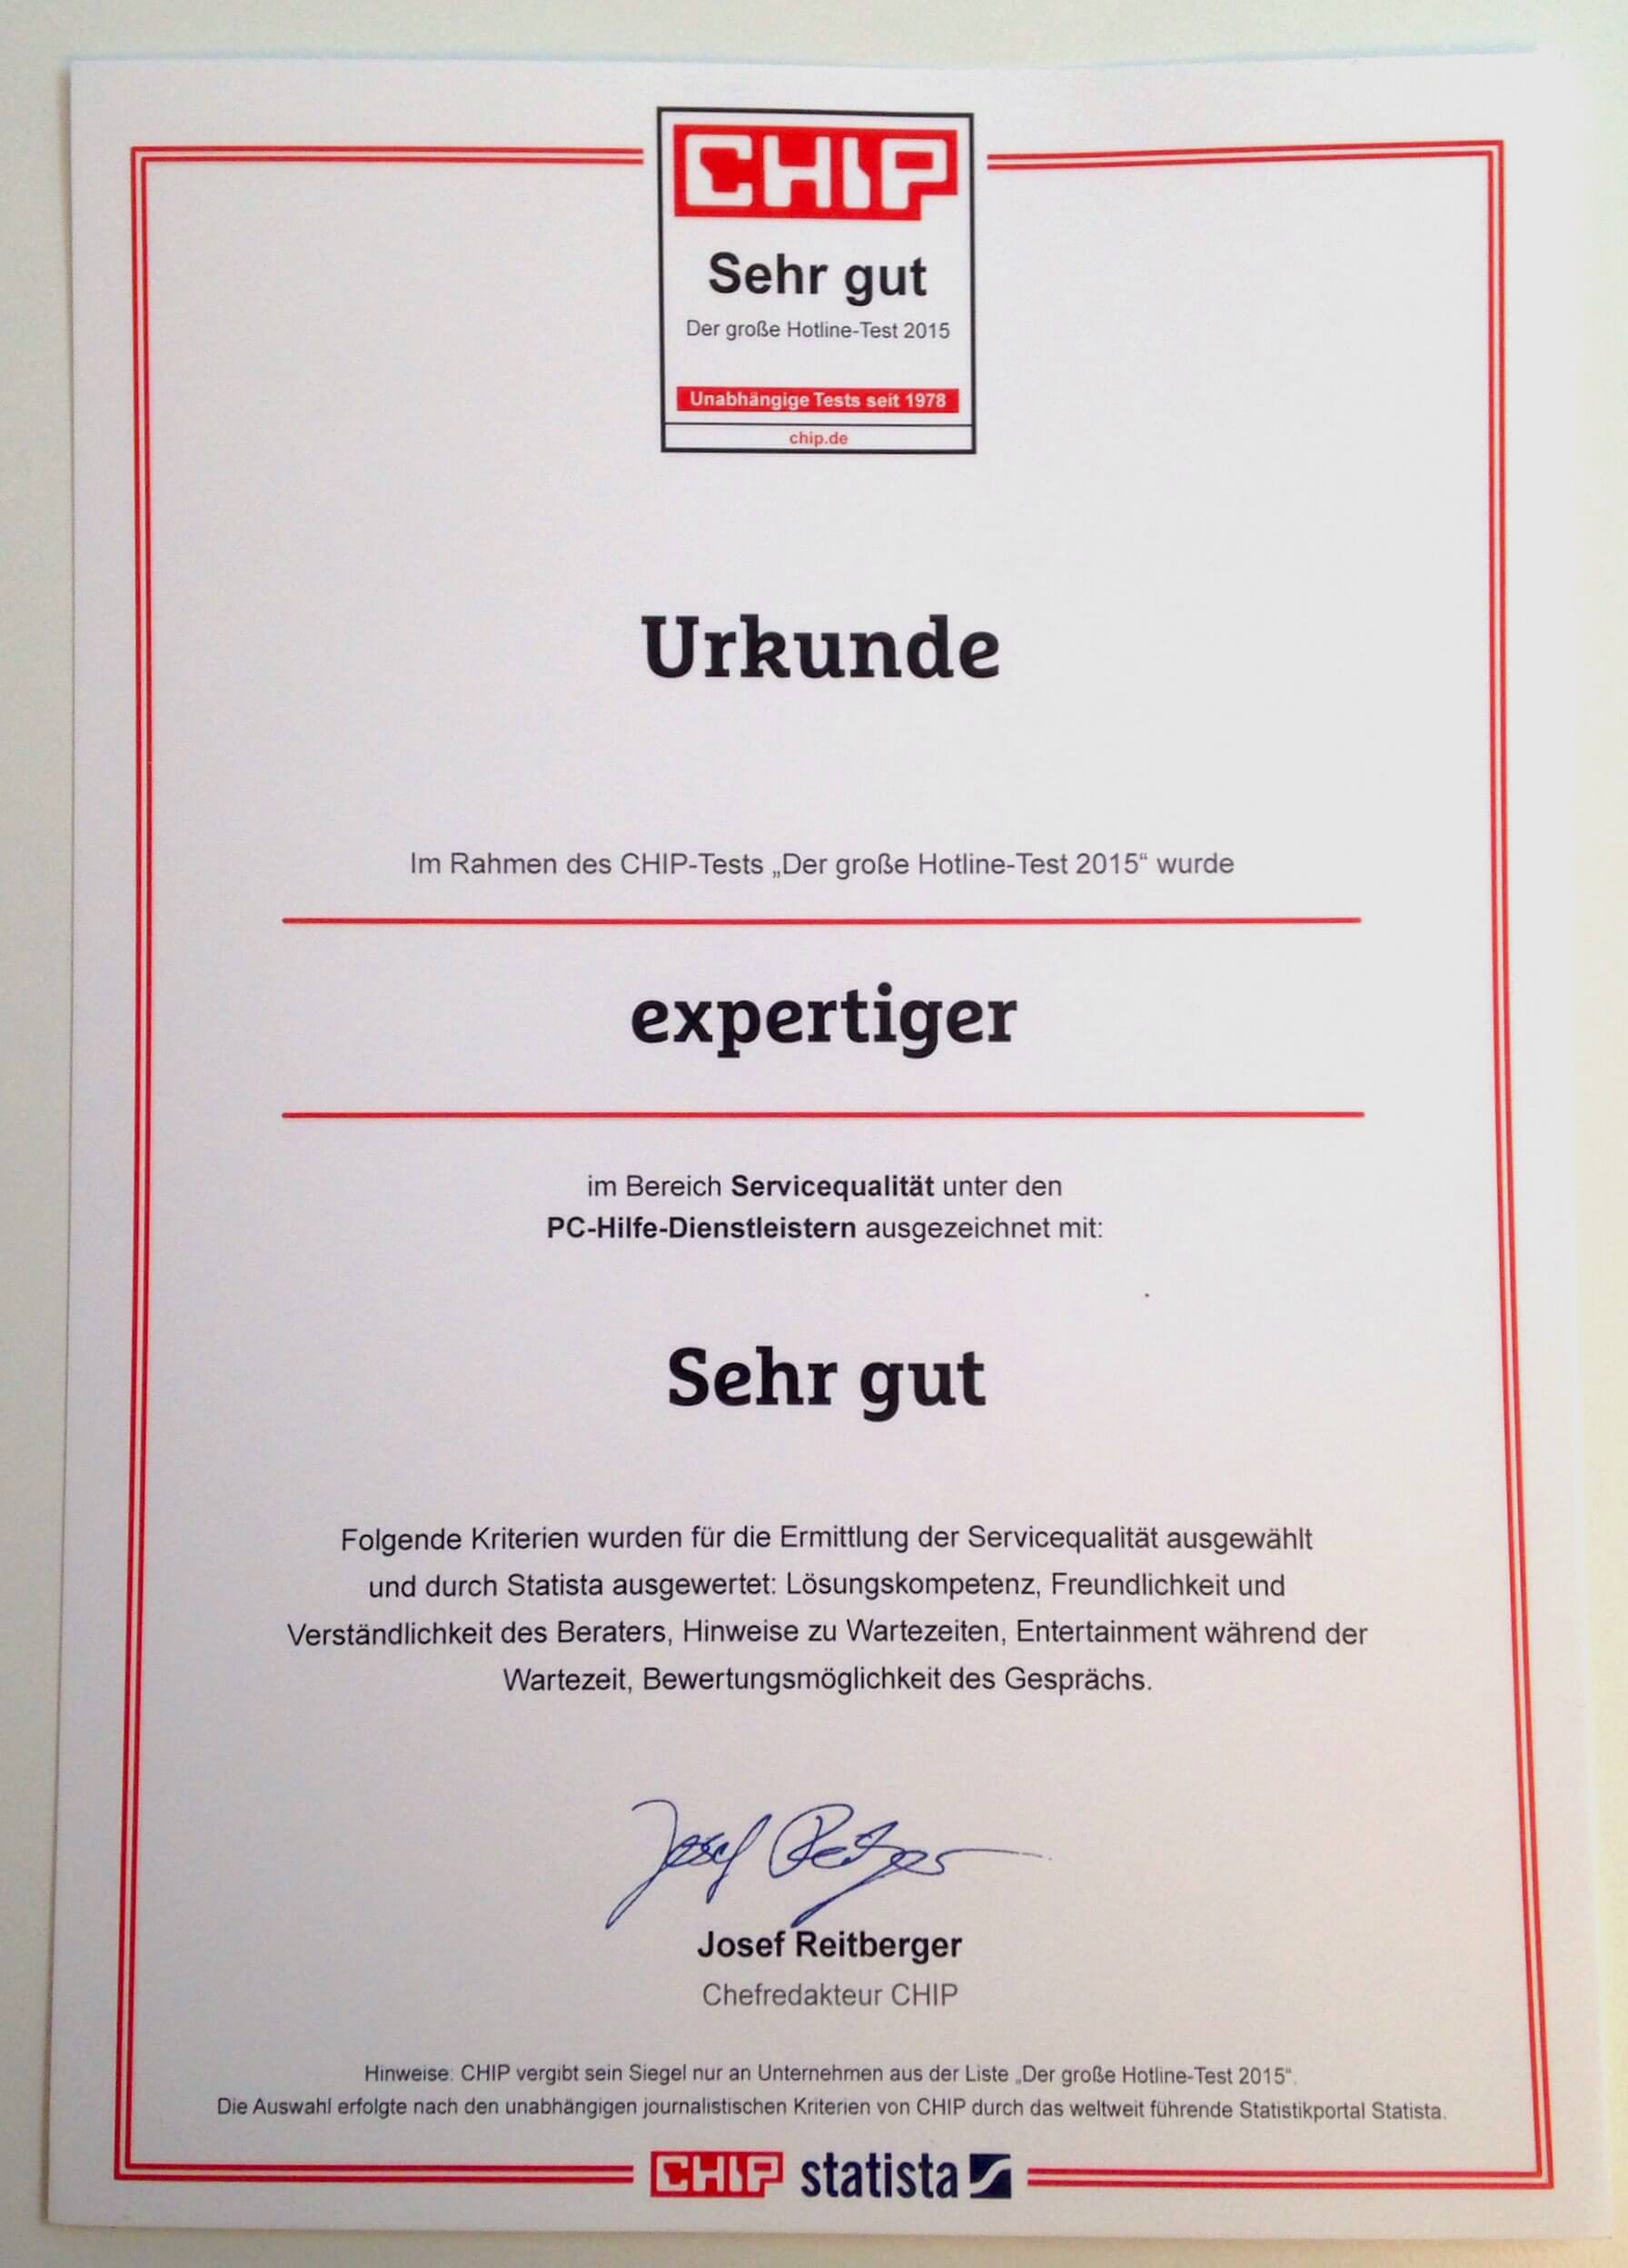 CHIP
Sehr gut
Der große Hotline-Test 2015
Unabhängige Tests seit 1978
chip.de
Urkunde
Im Rahmen des CHIP-Tests „Der große Hotline-Test 2015“ wurde
expertiger
im Bereich Servicequalität unter den
PC-Hilfe-Dienstleistern ausgezeichnet mit:
Sehr gut
Folgende Kriterien wurden für die Ermittlung der Servicequalität ausgewählt
und durch Statista ausgewertet: Lösungskompetenz, Freundlichkeit und
Verständlichkeit des Beraters, Hinweise zu Wartezeiten, Entertainment während der
Wartezeit, Bewertungsmöglichkeit des Gesprächs.
Josef Reitberger
Chefredakteur CHIP
Hinweise: CHIP vergibt sein Siegel nur an Unternehmen aus der Liste „Der große Hotline-Test 2015“.
Die Auswahl erfolgte nach den unabhängigen journalistischen Kriterien von CHIP durch das weltweit führende Statistikportal Statista.
CHIP statista